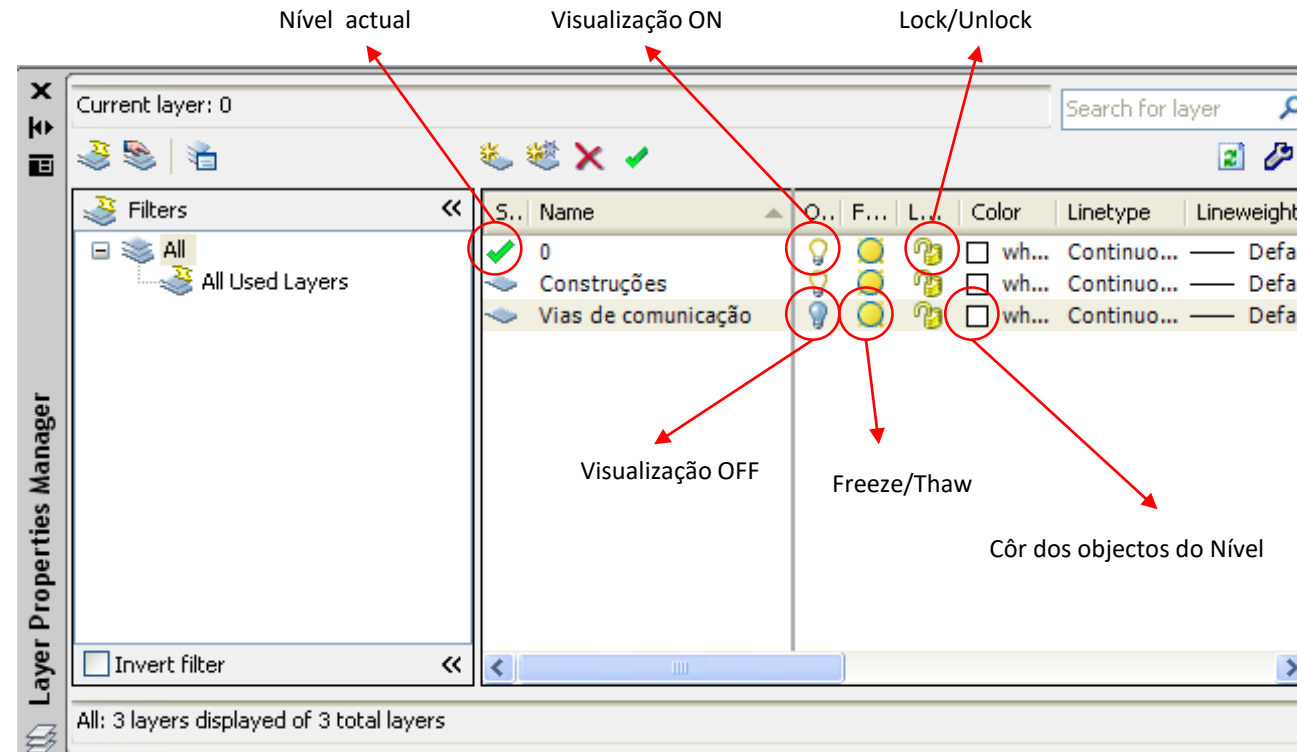 Nível actual
Visualização ON
Lock/Unlock
Current layer: 0
Search for layer
Filters
S.. Name O.. F... L... Color Linetype Lineweight
All
0 wh... Continuo... Defa
All Used Layers
Construções wh... Continuo... Defa
Vias de comunicação wh... Continuo... Defa
Visualização OFF
Freeze/Thaw
Côr dos objectos do Nível
Invert filter
All: 3 layers displayed of 3 total layers
Layer Properties Manager